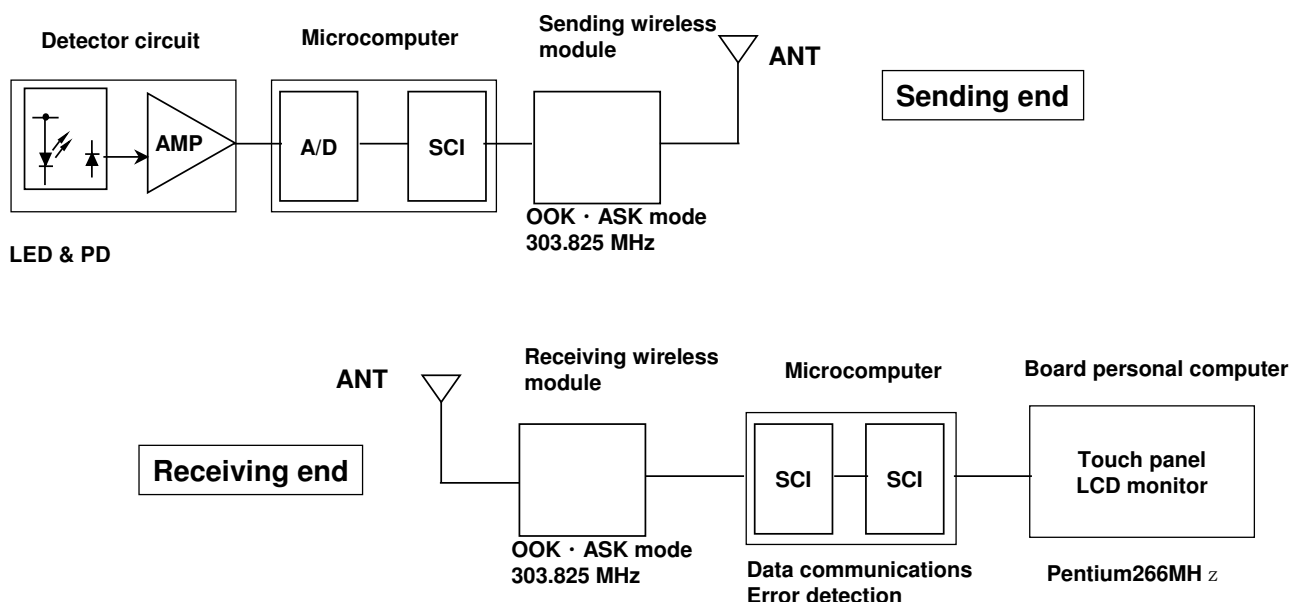 Detector circuit
Microcomputer
Sending wireless
module
ANT
Sending end
AMP
A/D
SCI
OOK・ASK mode
303.825 MHz
LED & PD
ANT
Receiving wireless
module
Microcomputer
Board personal computer
Receiving end
SCI
SCI
Touch panel
LCD monitor
OOK・ASK mode
303.825 MHz
Data communications
Error detection
Pentium266MH z